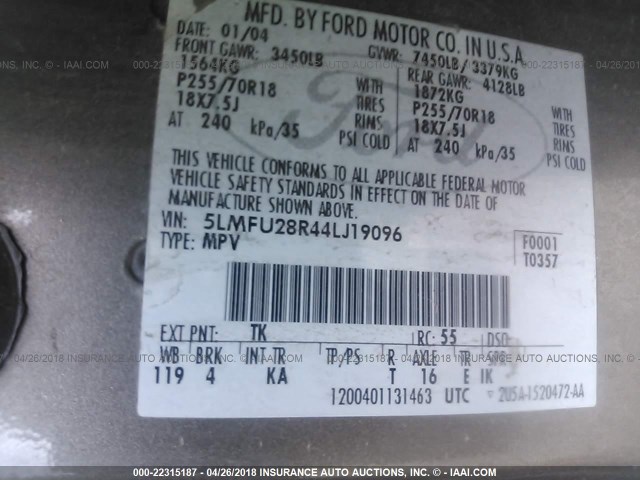 MFD. BY FORD MOTOR CO. IN U.S.A.
DATE: 01/04 GVWR: 7450LB/ 3379KG
FRONT GAWR: 3450LB REAR GAWR: 4128LB
1564KG WITH 1872KG WITH
P255/70R18 TIRES P255/70R18 TIRES
18X7.5J RIMS 18X7.5J RIMS
AT 240 kPa/35 PSI COLD AT 240 kPa/35 PSI COLD
Ford
THIS VEHICLE CONFORMS TO ALL APPLICABLE FEDERAL MOTOR
VEHICLE SAFETY STANDARDS IN EFFECT ON THE DATE OF
MANUFACTURE SHOWN ABOVE.
VIN: 5LMFU28R44LJ19096
TYPE: MPV
F0001
T0357
EXT PNT: TK RC: 55 DSO:
WB BRK INT TR TP/PS R AXLE TR SPR
119 4 KA T 16 E IK
1200401131463 UTC 2U5A-1520472-AA
000-22315187 - 04/26/2018 INSURANCE AUTO AUCTIONS - © IAAI.COM